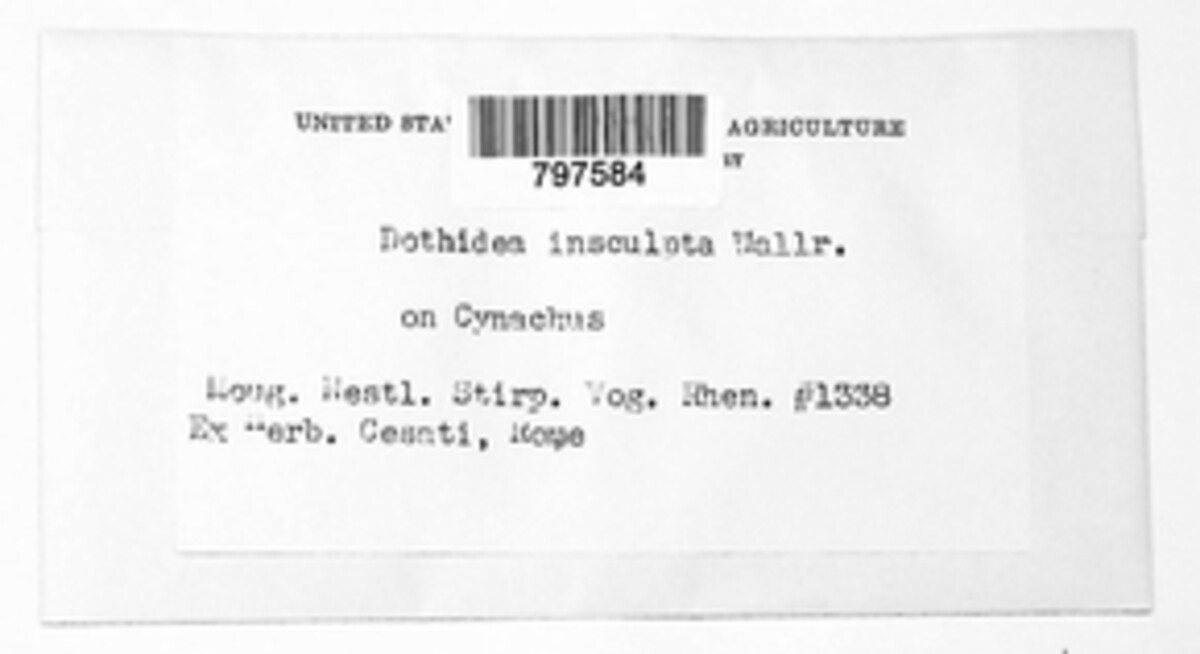 UNITED STA AGRICULTURE
797584
Dothidea insculpta Wallr.
on Cynachus
Moug. Nestl. Stirp. Vog. Rhen. #1338
Ex Herb. Cesati, Rome